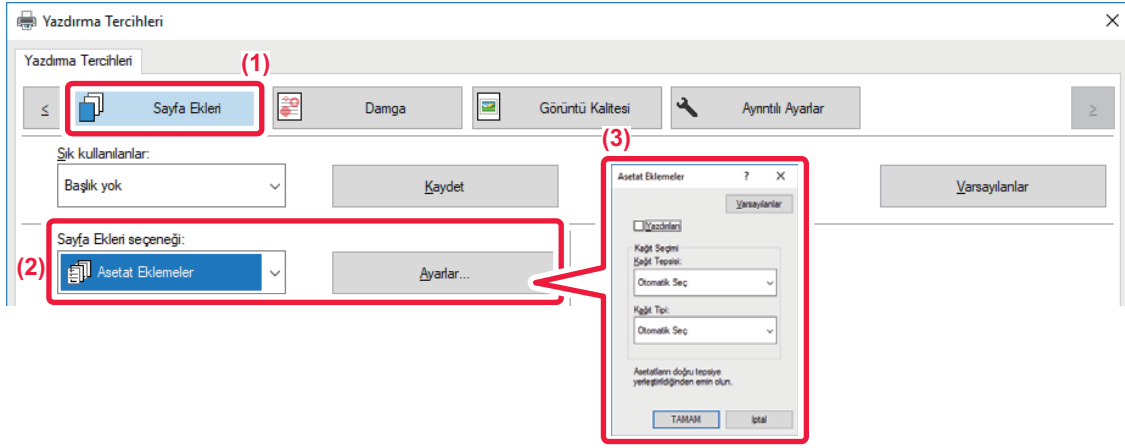 Yazdırma Tercihleri
Yazdırma Tercihleri
(1)
<
Sayfa Ekleri
Damga
Görüntü Kalitesi
Ayrıntılı Ayarlar
>
Sık kullanılanlar:
Başlık yok
Kaydet
Varsayılanlar
(2)
Sayfa Ekleri seçeneği:
Asetat Eklemeler
Ayarlar...
(3)
Asetat Eklemeler
?
Varsayılanlar
Yazdırılan
Kağıt Seçimi
Kağıt Tepsisi:
Otomatik Seç
Kağıt Tipi:
Otomatik Seç
Asetatların doğru tepsiye
yerleştirildiğinden emin olun.
TAMAM
İptal